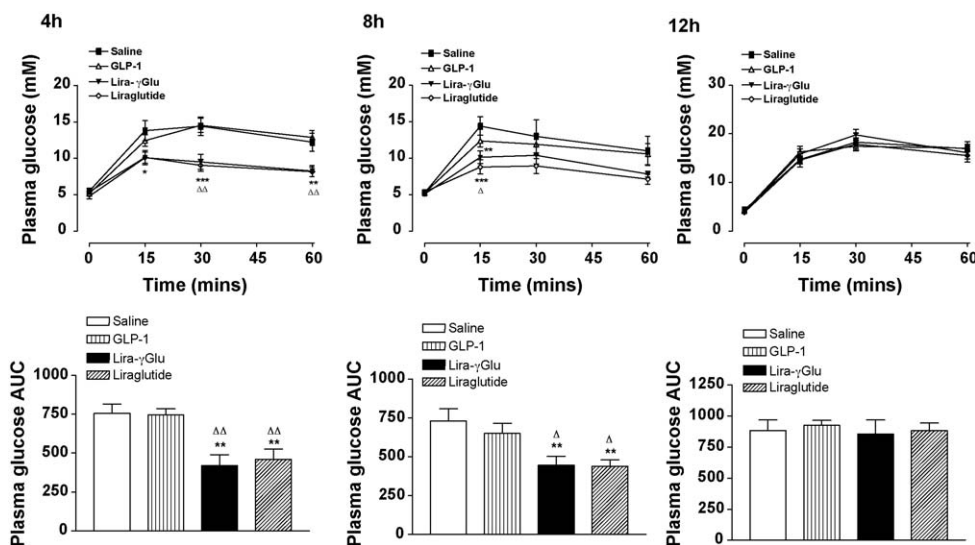 4h
Saline
GLP-1
Lira-γGlu
Liraglutide
Plasma glucose (mM)
20
15
10
5
0
*
***
ΔΔ
**
ΔΔ
0 15 30 45 60
Time (mins)
8h
Saline
GLP-1
Lira-γGlu
Liraglutide
Plasma glucose (mM)
20
15
10
5
0
**
***
Δ
0 15 30 45 60
Time (mins)
12h
Saline
GLP-1
Lira-γGlu
Liraglutide
Plasma glucose (mM)
30
20
10
0
0 15 30 45 60
Time (mins)
Saline
GLP-1
Lira-γGlu
Liraglutide
Plasma glucose AUC
1000
750
500
250
0
ΔΔ ΔΔ
** **
Saline
GLP-1
Lira-γGlu
Liraglutide
Plasma glucose AUC
1000
750
500
250
0
Δ Δ
** **
Saline
GLP-1
Lira-γGlu
Liraglutide
Plasma glucose AUC
1250
1000
750
500
250
0